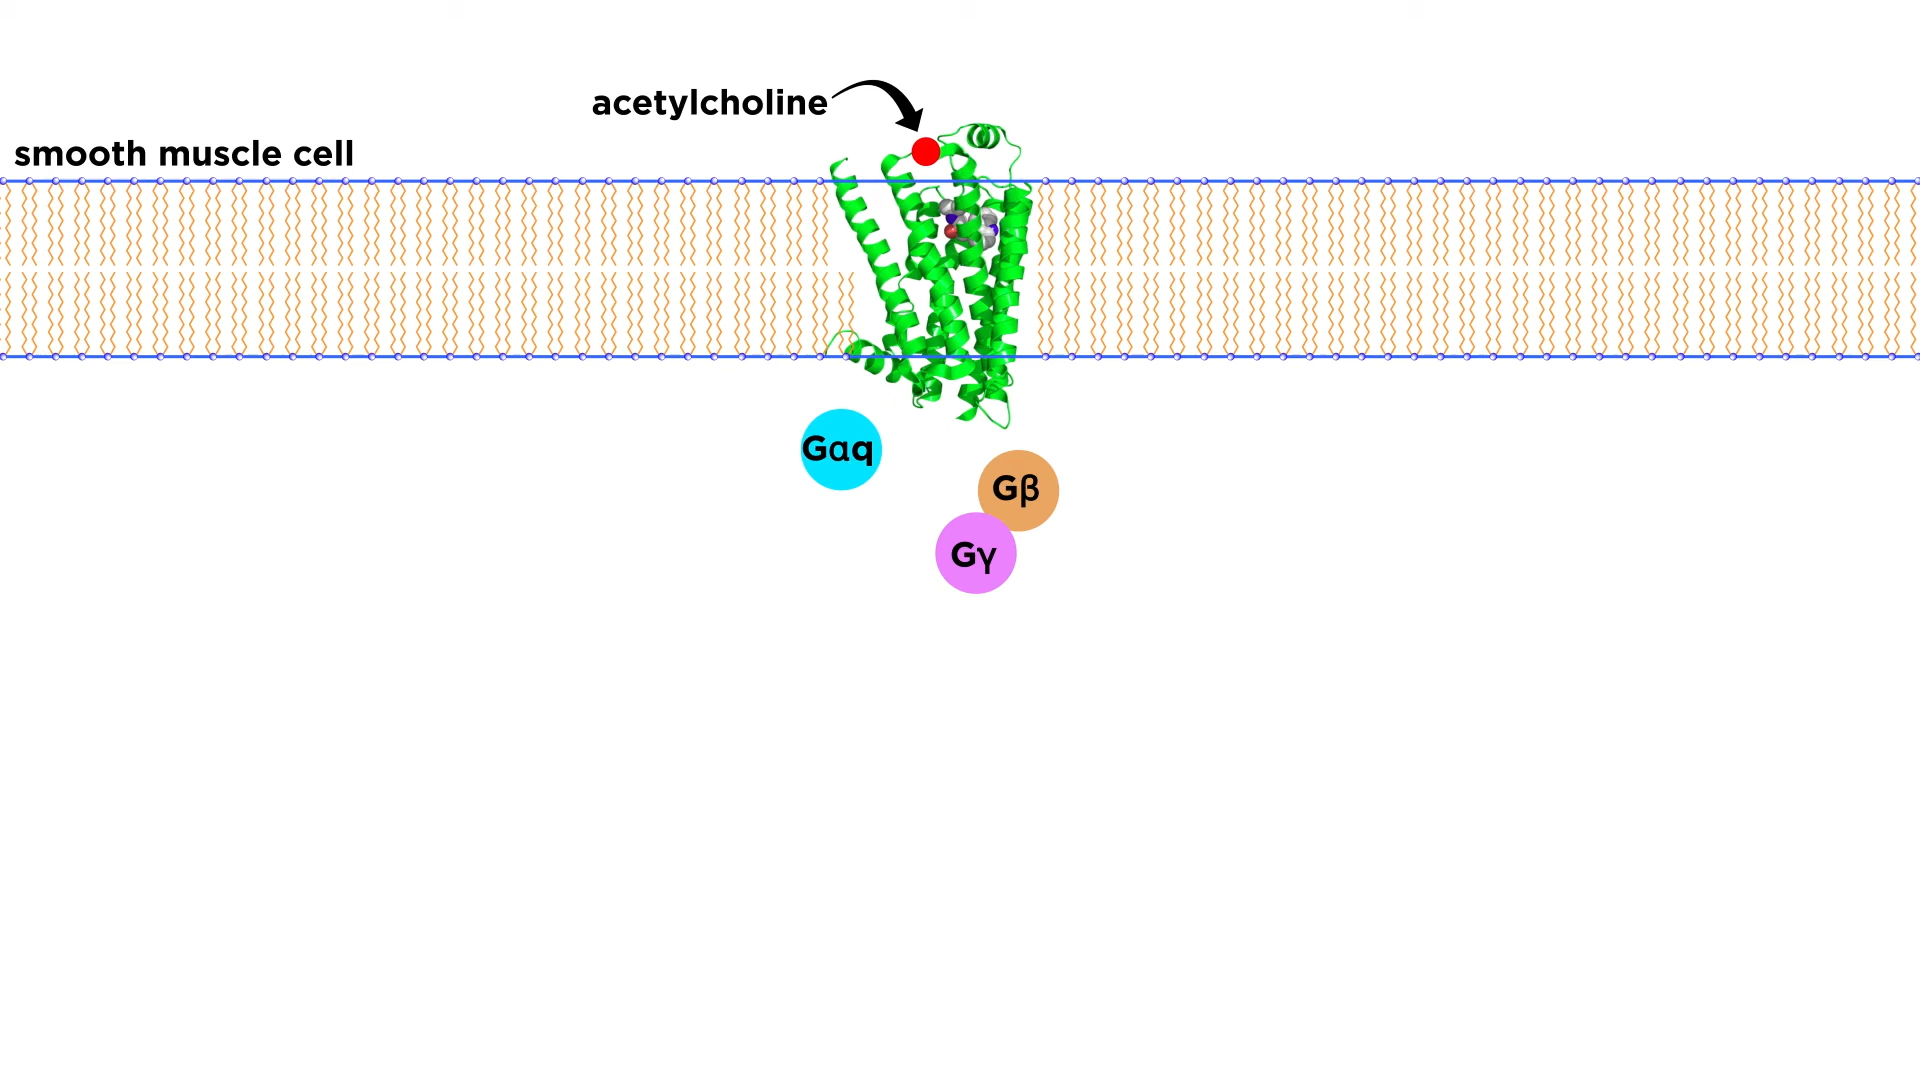 acetylcholine
smooth muscle cell
Gαq
Gβ
Gγ